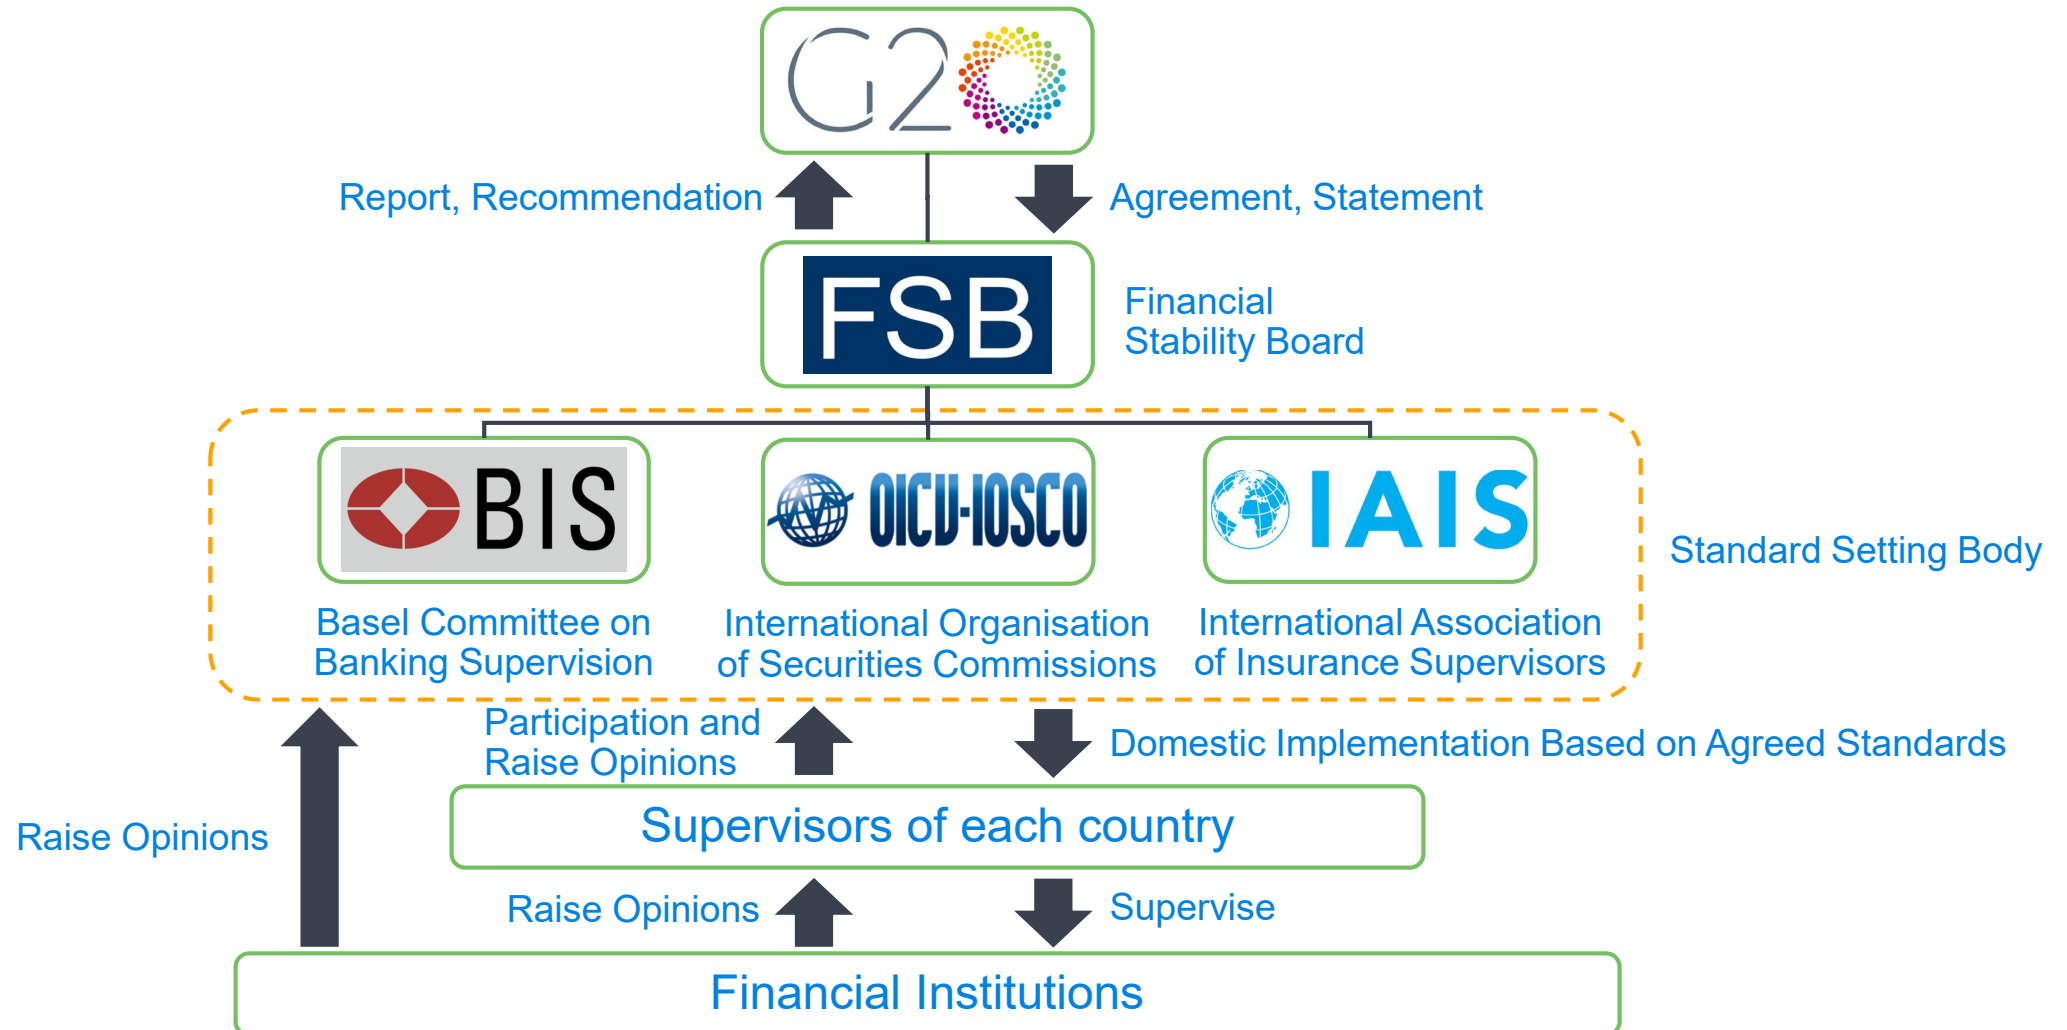 G20
Report, Recommendation
Agreement, Statement
FSB
Financial
Stability Board
BIS
OICU-IOSCO
IAIS
Standard Setting Body
Basel Committee on
Banking Supervision
International Organisation
of Securities Commissions
International Association
of Insurance Supervisors
Participation and
Raise Opinions
Domestic Implementation Based on Agreed Standards
Raise Opinions
Supervisors of each country
Raise Opinions
Supervise
Financial Institutions